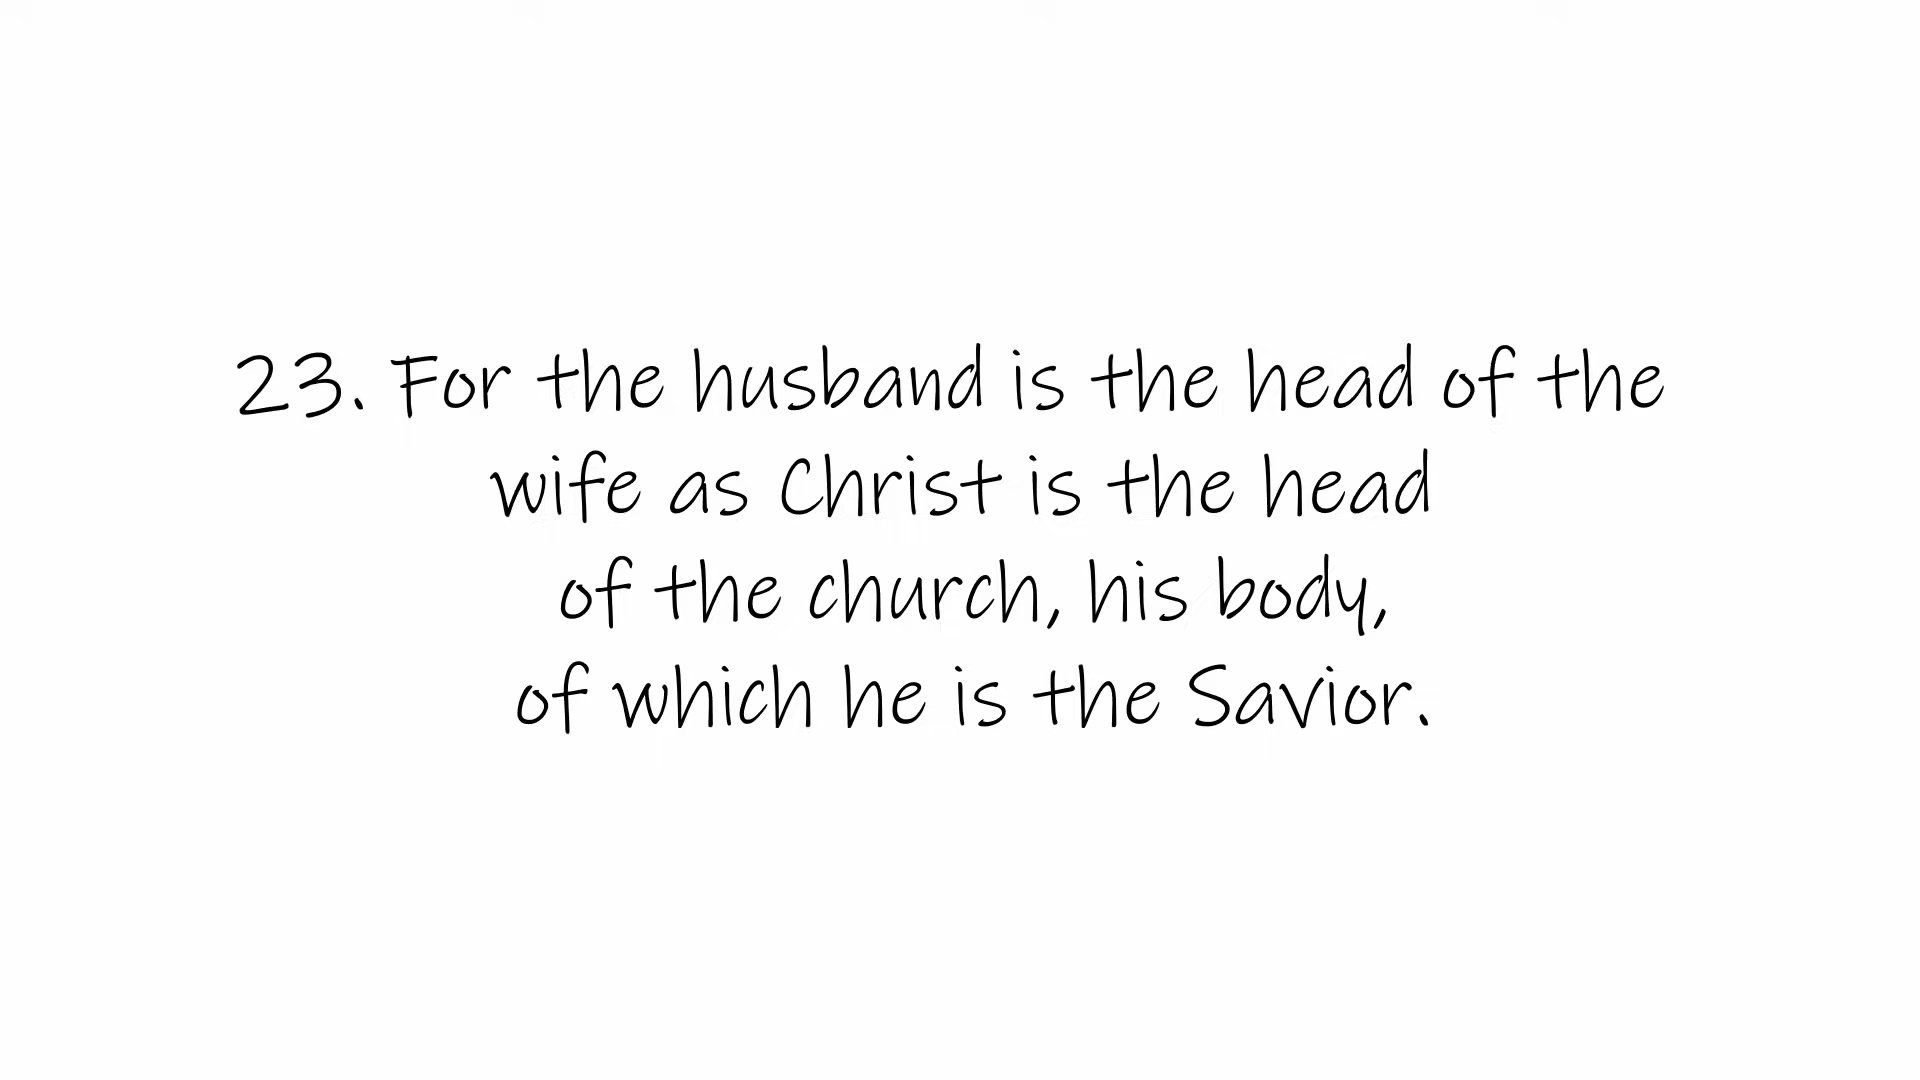 23. For the husband is the head of the
wife as Christ is the head
of the church, his body,
of which he is the Savior.